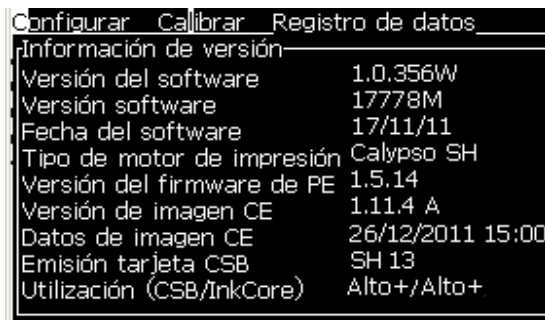 Configurar Calibrar Registro de datos
Información de versión
Versión del software 1.0.356W
Versión software 17778M
Fecha del software 17/11/11
Tipo de motor de impresión Calypso SH
Versión del firmware de PE 1.5.14
Versión de imagen CE 1.11.4 A
Datos de imagen CE 26/12/2011 15:00
Emisión tarjeta CSB SH 13
Utilización (CSB/InkCore) Alto+/Alto+